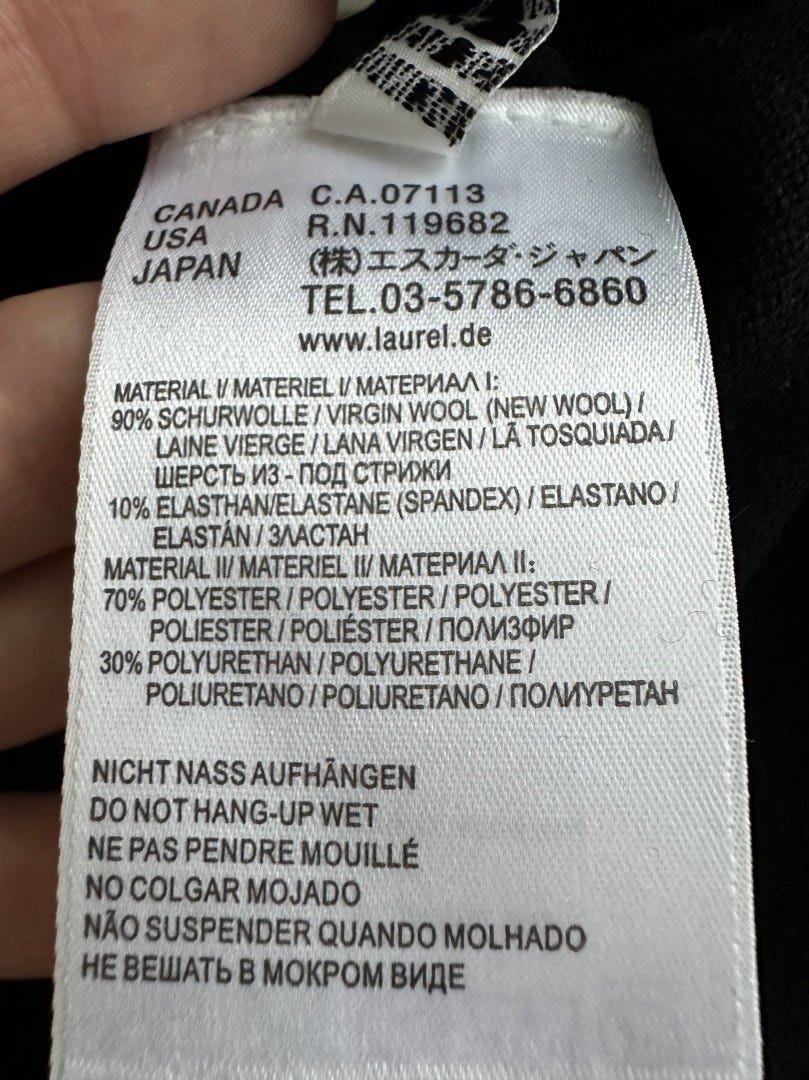 CANADA C.A.07113
USA R.N.119682
JAPAN (株)エスカーダ・ジャパン
TEL.03-5786-6860
www.laurel.de
MATERIAL I/ MATERIEL I/ МАТЕРИАЛ I:
90% SCHURWOLLE / VIRGIN WOOL (NEW WOOL) /
LAINE VIERGE / LANA VIRGEN / LÃ TOSQUIADA /
ШЕРСТЬ ИЗ - ПОД СТРИЖКИ
10% ELASTHAN/ELASTANE (SPANDEX) / ELASTANO /
ELASTÁN / ЗЛАСТАН
MATERIAL II/ MATERIEL II/ МАТЕРИАЛ II:
70% POLYESTER / POLYESTER / POLYESTER /
POLIESTER / POLIÉSTER / ПОЛИЗФИР
30% POLYURETHAN / POLYURETHANE /
POLIURETANO / POLIURETANO / ПОЛИУРЕТАН
NICHT NASS AUFHÄNGEN
DO NOT HANG-UP WET
NE PAS PENDRE MOUILLÉ
NO COLGAR MOJADO
NÃO SUSPENDER QUANDO MOLHADO
НЕ ВЕШАТЬ В МОКРОМ ВИДЕ